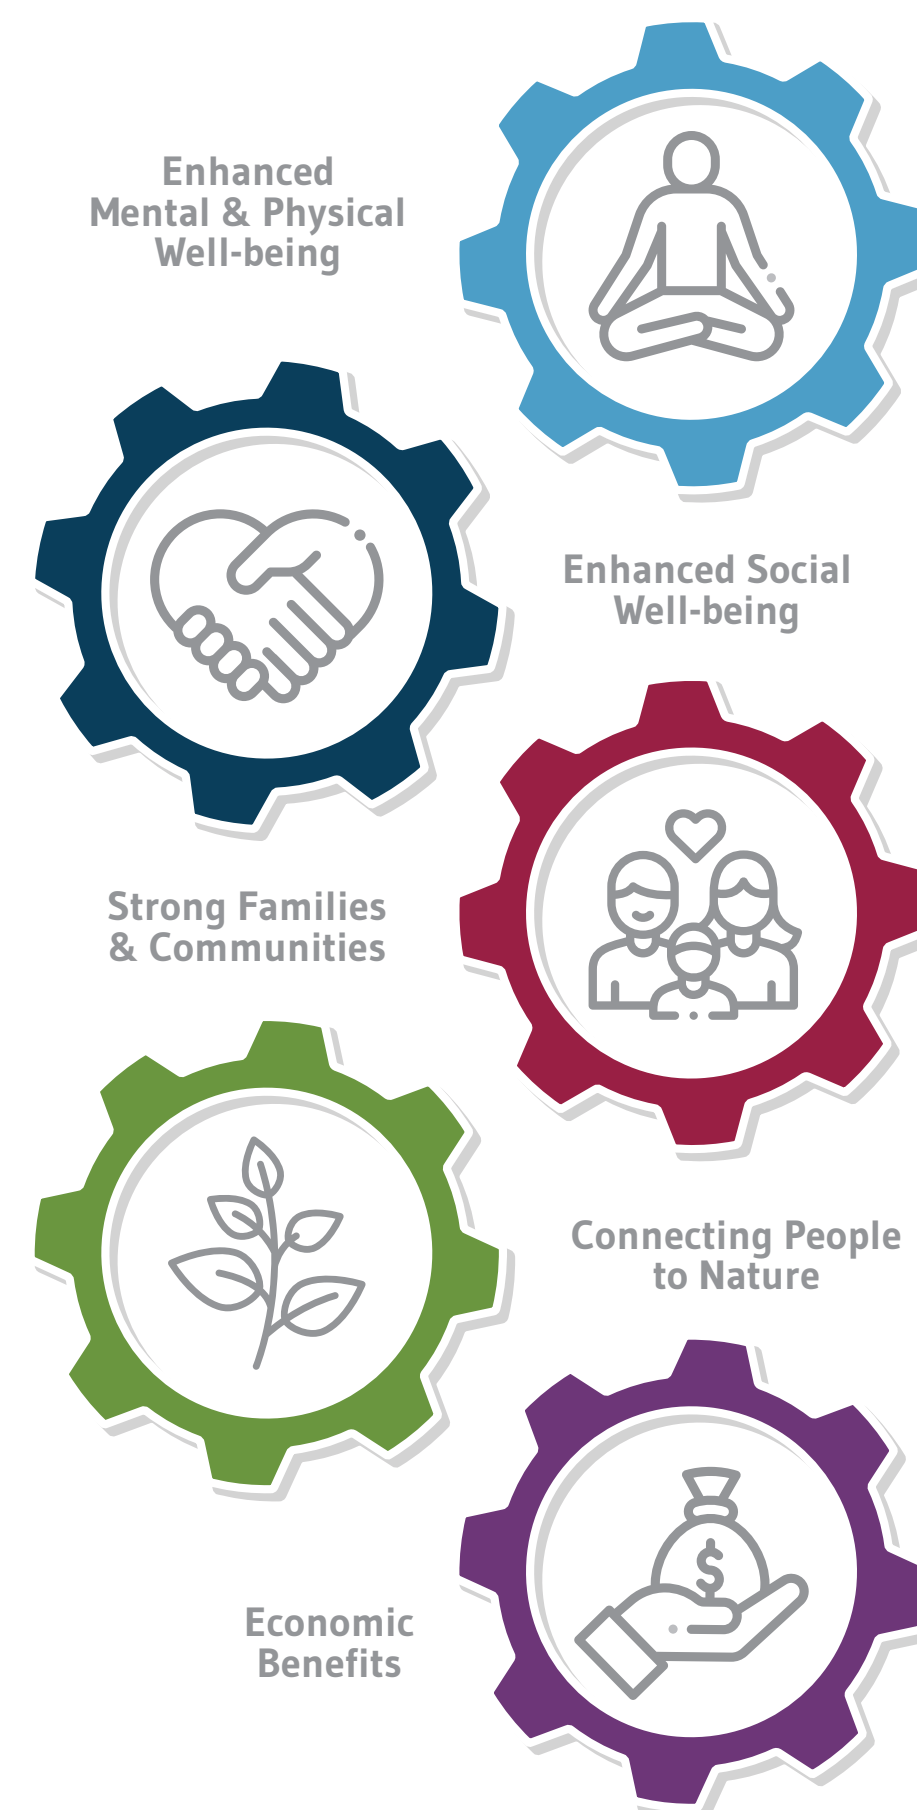 Enhanced
Mental & Physical
Well-being
Enhanced Social
Well-being
Strong Families
& Communities
Connecting People
to Nature
$
Economic
Benefits